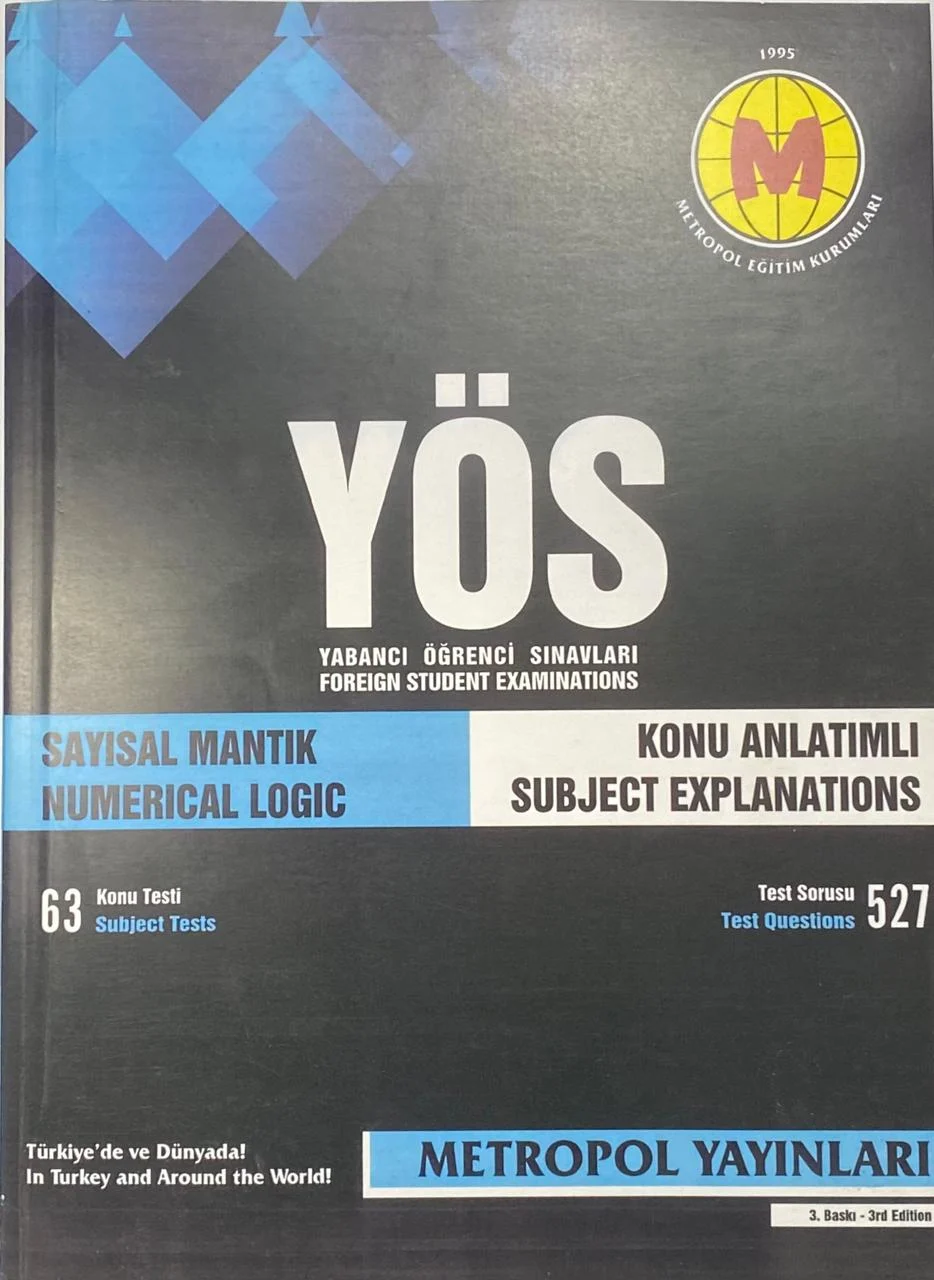 1995
M
METROPOL EĞİTİM KURUMLARI
YÖS
YABANCI ÖĞRENCİ SINAVLARI
FOREIGN STUDENT EXAMINATIONS
SAYISAL MANTIK
NUMERICAL LOGIC
KONU ANLATIMLI
SUBJECT EXPLANATIONS
63 Konu Testi
Subject Tests
Test Sorusu 527
Test Questions
Türkiye'de ve Dünyada!
In Turkey and Around the World!
METROPOL YAYINLARI
3. Baskı - 3rd Edition